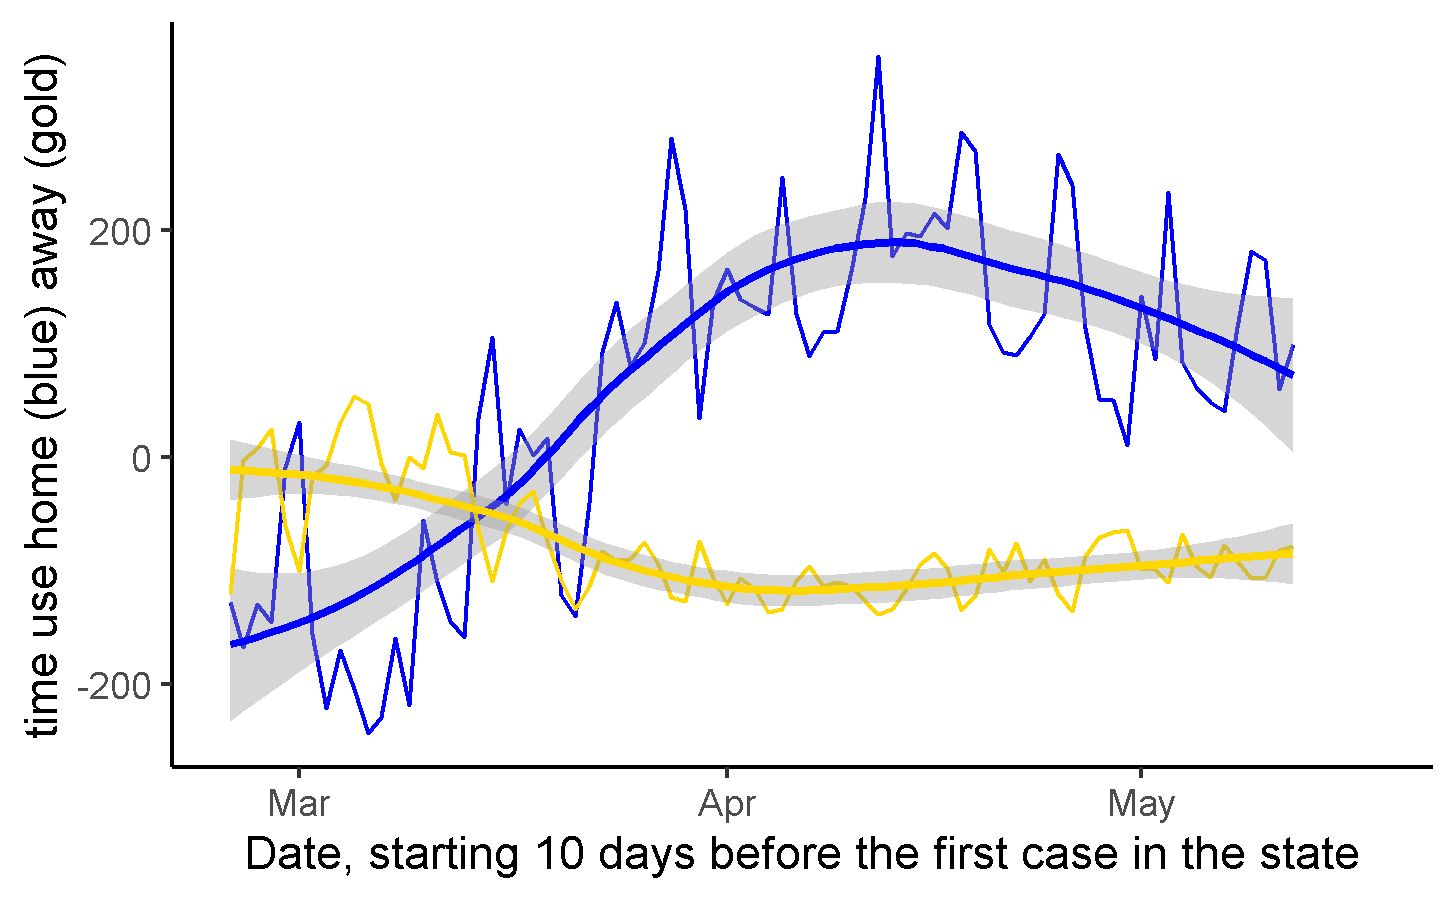 time use home (blue) away (gold)
200
0
-200
Mar
Apr
May
Date, starting 10 days before the first case in the state